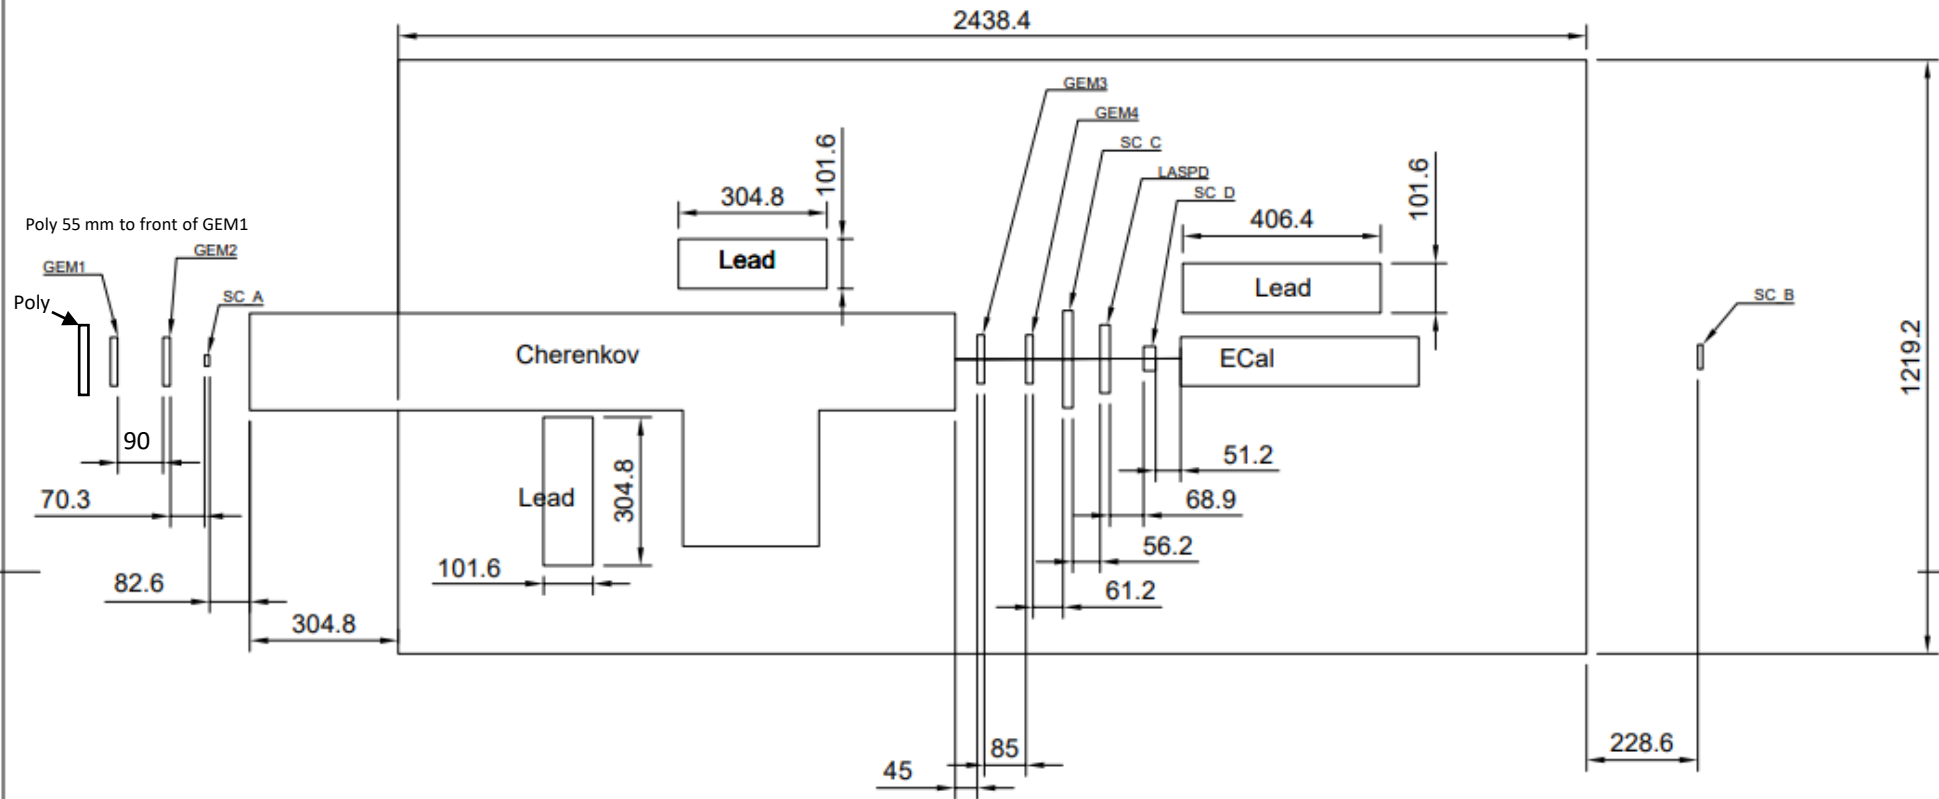 2438.4
GEM3
GEM4
SC_C
LASPD
SC_D
101.6
304.8
Lead
101.6
406.4
Lead
Poly 55 mm to front of GEM1
GEM2
GEM1
SC_A
Poly
SC_B
Cherenkov
ECal
1219.2
90
70.3
82.6
304.8
Lead
304.8
101.6
51.2
68.9
56.2
61.2
85
45
228.6